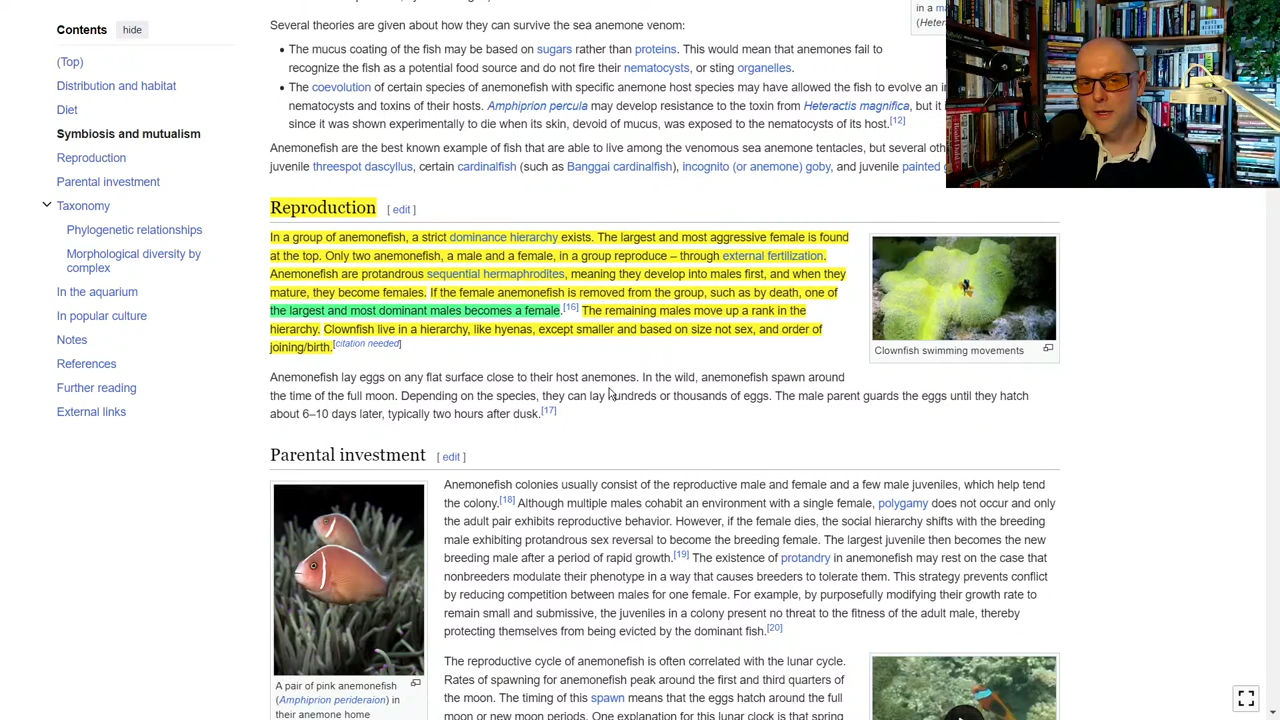 Contents hide
(Top)
Distribution and habitat
Diet
Symbiosis and mutualism
Reproduction
Parental investment
Taxonomy
Phylogenetic relationships
Morphological diversity by
complex
In the aquarium
In popular culture
Notes
References
Further reading
External links
in a
(Heter
Several theories are given about how they can survive the sea anemone venom:
The mucus coating of the fish may be based on sugars rather than proteins. This would mean that anemones fail to
recognize the fish as a potential food source and do not fire their nematocysts, or sting organelles.
The coevolution of certain species of anemonefish with specific anemone host species may have allowed the fish to evolve an
nematocysts and toxins of their hosts. Amphiprion percula may develop resistance to the toxin from Heteractis magnifica, but it
since it was shown experimentally to die when its skin, devoid of mucus, was exposed to the nematocysts of its host.[12]
Anemonefish are the best known example of fish that are able to live among the venomous sea anemone tentacles, but several
juvenile threespot dascyllus, certain cardinalfish (such as Banggai cardinalfish), incognito (or anemone) goby, and juvenile painted
Reproduction [ edit ]
In a group of anemonefish, a strict dominance hierarchy exists. The largest and most aggressive female is found
at the top. Only two anemonefish, a male and a female, in a group reproduce – through external fertilization.
Anemonefish are protandrous sequential hermaphrodites, meaning they develop into males first, and when they
mature, they become females. If the female anemonefish is removed from the group, such as by death, one of
the largest and most dominant males becomes a female.[16] The remaining males move up a rank in the
hierarchy. Clownfish live in a hierarchy, like hyenas, except smaller and based on size not sex, and order of
joining/birth.[citation needed]
Clownfish swimming movements
Anemonefish lay eggs on any flat surface close to their host anemones. In the wild, anemonefish spawn around
the time of the full moon. Depending on the species, they can lay hundreds or thousands of eggs. The male parent guards the eggs until they hatch
about 6–10 days later, typically two hours after dusk.[17]
Parental investment [ edit ]
Anemonefish colonies usually consist of the reproductive male and female and a few male juveniles, which help tend
the colony.[18] Although multiple males cohabit an environment with a single female, polygamy does not occur and only
the adult pair exhibits reproductive behavior. However, if the female dies, the social hierarchy shifts with the breeding
male exhibiting protandrous sex reversal to become the breeding female. The largest juvenile then becomes the new
breeding male after a period of rapid growth.[19] The existence of protandry in anemonefish may rest on the case that
nonbreeders modulate their phenotype in a way that causes breeders to tolerate them. This strategy prevents conflict
by reducing competition between males for one female. For example, by purposefully modifying their growth rate to
remain small and submissive, the juveniles in a colony present no threat to the fitness of the adult male, thereby
protecting themselves from being evicted by the dominant fish.[20]
A pair of pink anemonefish
(Amphiprion perideraion) in
their anemone home
The reproductive cycle of anemonefish is often correlated with the lunar cycle.
Rates of spawning for anemonefish peak around the first and third quarters of
the moon. The timing of this spawn means that the eggs hatch around the full
moon or new moon periods. One explanation for this lunar clock is that spring